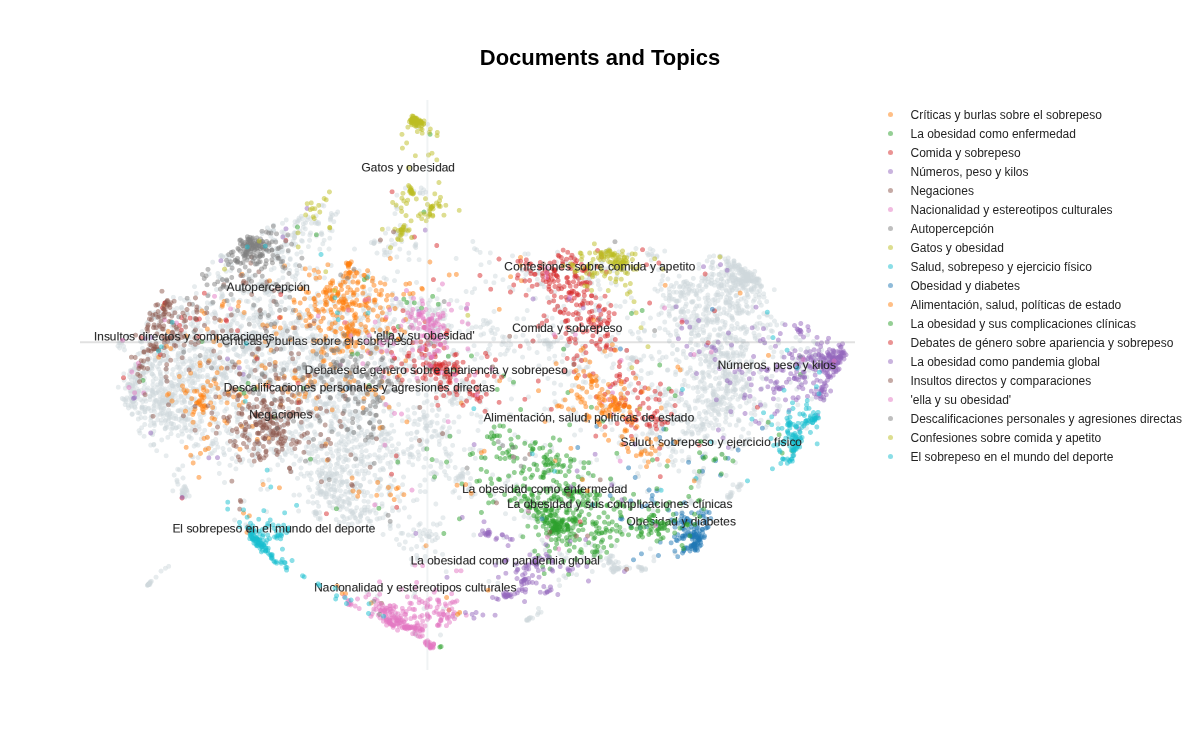 Documents and Topics
Gatos y obesidad
Confesiones sobre comida y apetito
Autopercepción
Comida y sobrepeso
Insultos directos y comparaciones
Críticas y burlas sobre el sobrepeso
'ella y su obesidad'
Números, peso y kilos
Debates de género sobre apariencia y sobrepeso
Descalificaciones personales y agresiones directas
Negaciones
Alimentación, salud, políticas de estado
Salud, sobrepeso y ejercicio físico
La obesidad como enfermedad
La obesidad y sus complicaciones clínicas
Obesidad y diabetes
El sobrepeso en el mundo del deporte
La obesidad como pandemia global
Nacionalidad y estereotipos culturales
Críticas y burlas sobre el sobrepeso
La obesidad como enfermedad
Comida y sobrepeso
Números, peso y kilos
Negaciones
Nacionalidad y estereotipos culturales
Autopercepción
Gatos y obesidad
Salud, sobrepeso y ejercicio físico
Obesidad y diabetes
Alimentación, salud, políticas de estado
La obesidad y sus complicaciones clínicas
Debates de género sobre apariencia y sobrepeso
La obesidad como pandemia global
Insultos directos y comparaciones
'ella y su obesidad'
Descalificaciones personales y agresiones directas
Confesiones sobre comida y apetito
El sobrepeso en el mundo del deporte